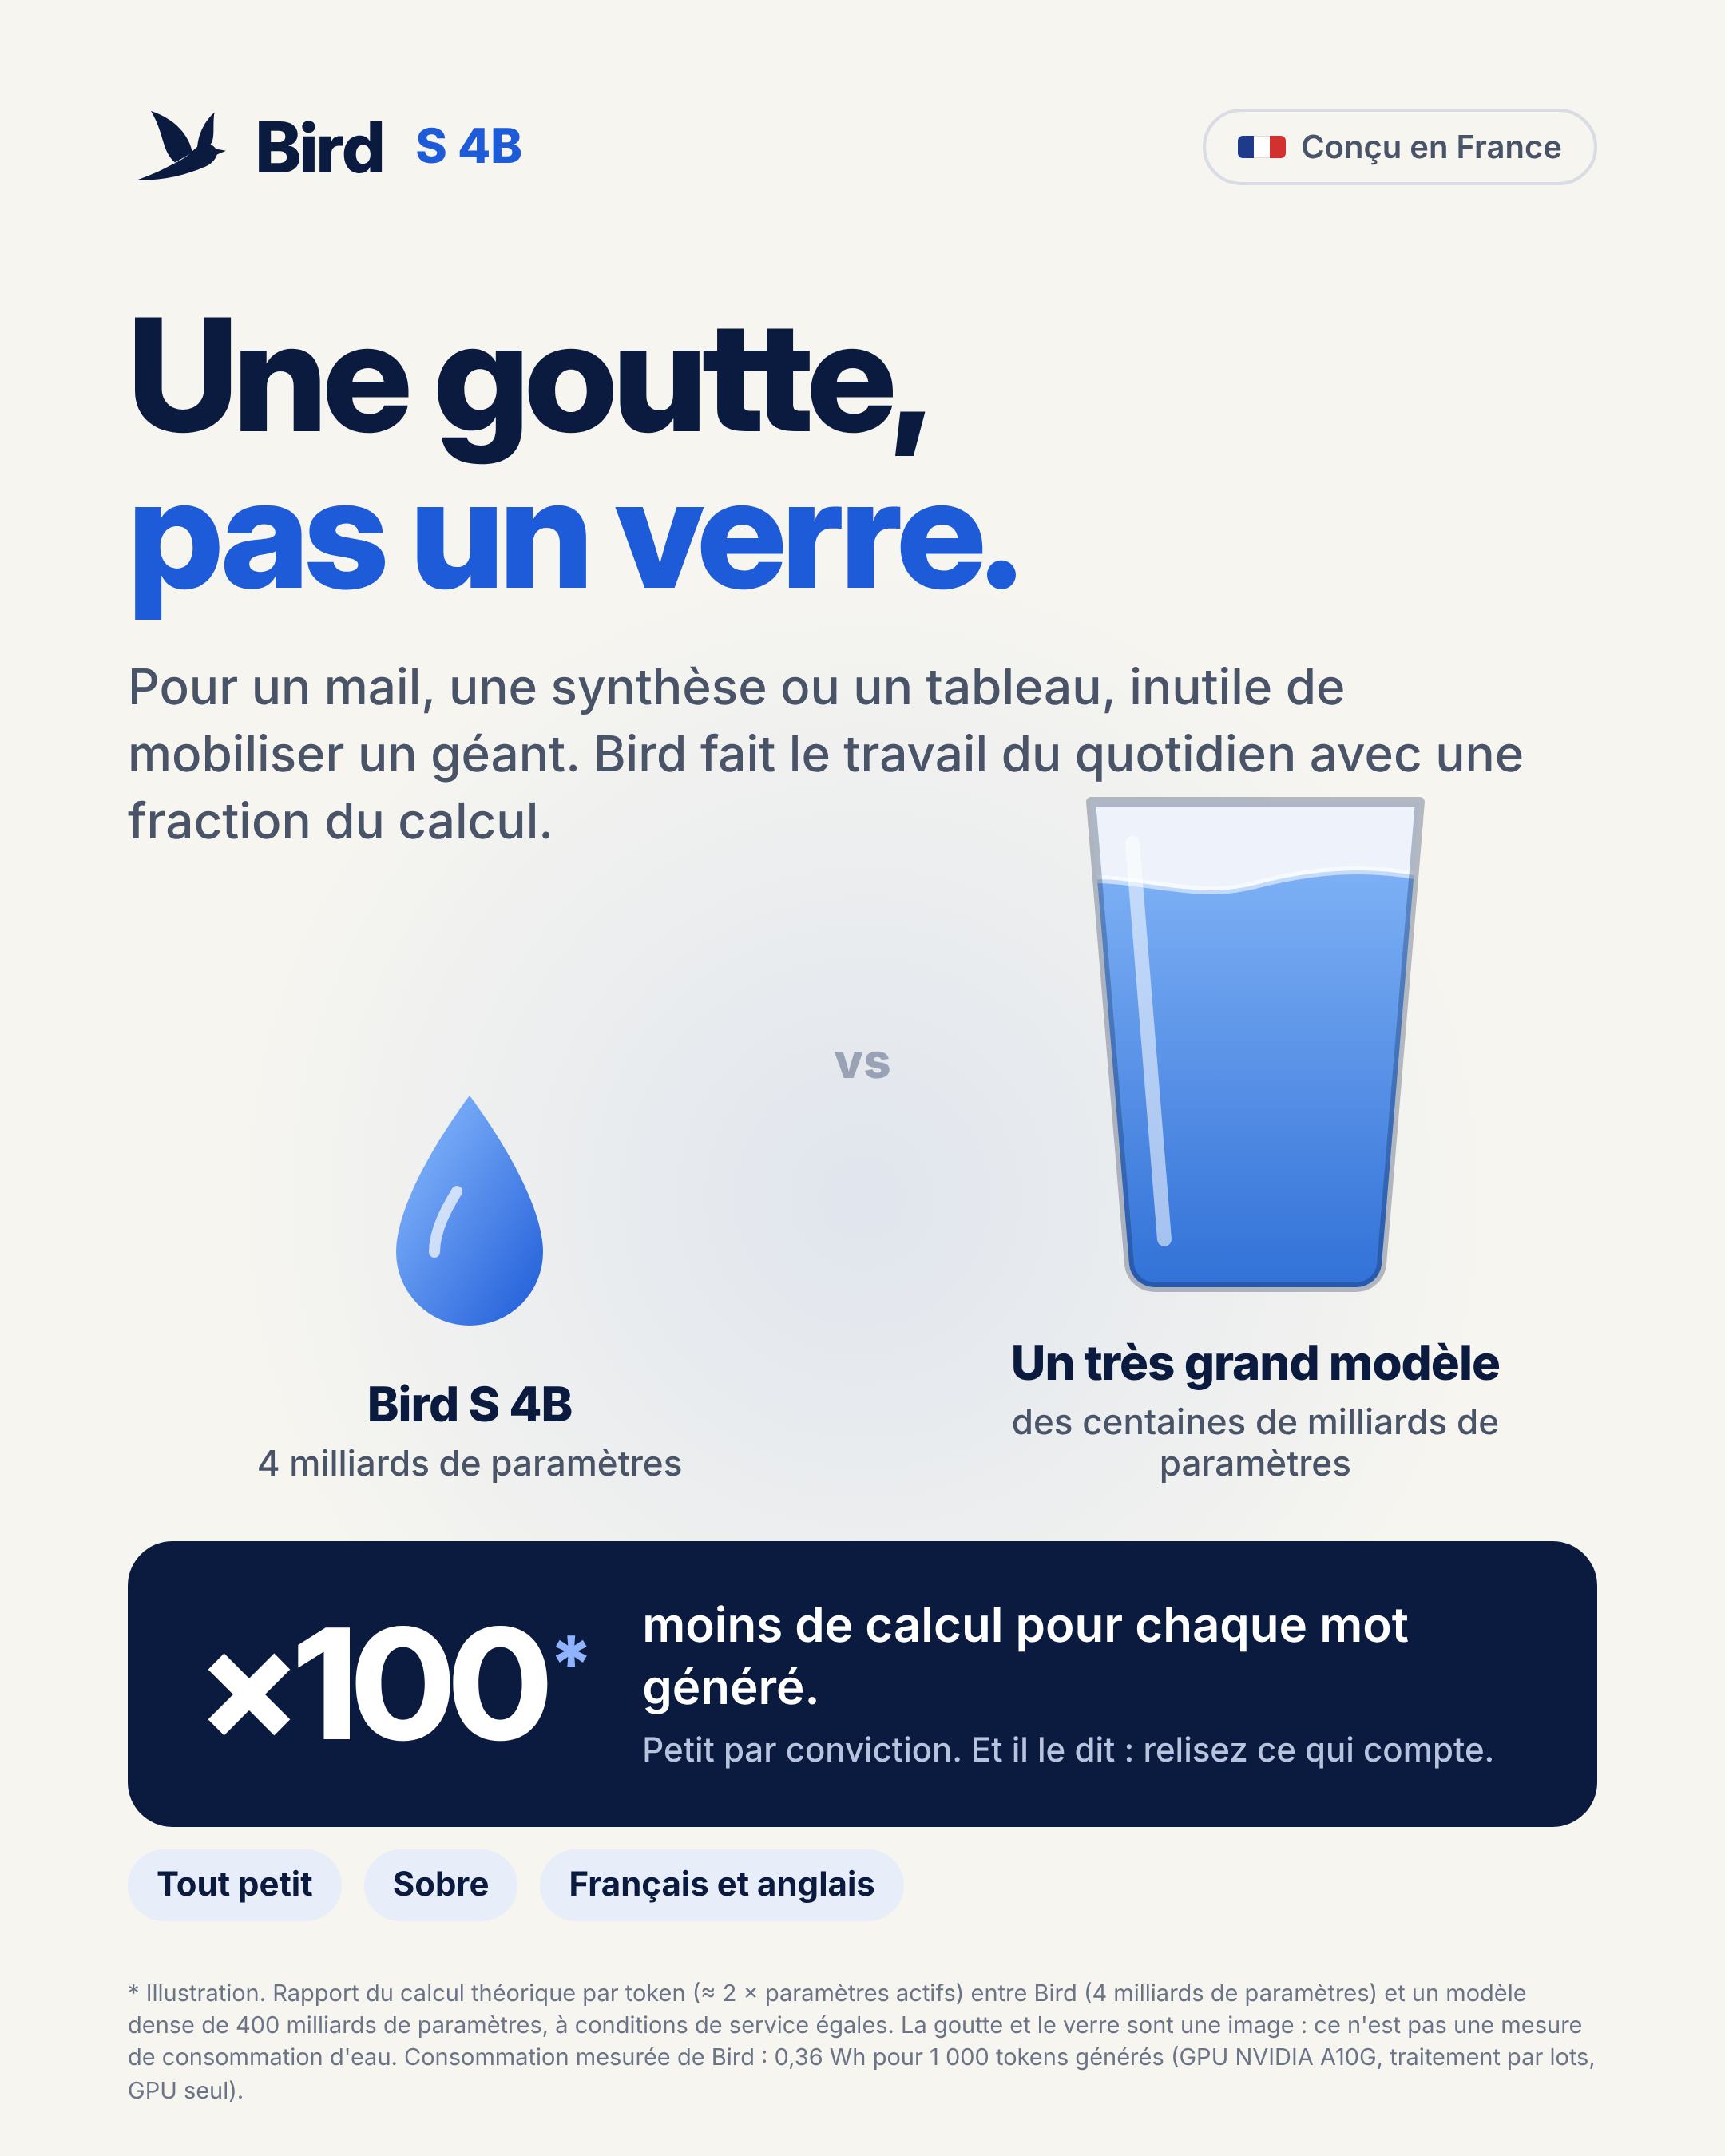 Bird S 4B
Conçu en France
Une goutte,
pas un verre.
Pour un mail, une synthèse ou un tableau, inutile de
mobiliser un géant. Bird fait le travail du quotidien avec une
fraction du calcul.
vs
Bird S 4B
4 milliards de paramètres
Un très grand modèle
des centaines de milliards de
paramètres
×100*
moins de calcul pour chaque mot
généré.
Petit par conviction. Et il le dit : relisez ce qui compte.
Tout petit
Sobre
Français et anglais
* Illustration. Rapport du calcul théorique par token (≈ 2 × paramètres actifs) entre Bird (4 milliards de paramètres) et un modèle
dense de 400 milliards de paramètres, à conditions de service égales. La goutte et le verre sont une image : ce n'est pas une mesure
de consommation d'eau. Consommation mesurée de Bird : 0,36 Wh pour 1 000 tokens générés (GPU NVIDIA A10G, traitement par lots,
GPU seul).